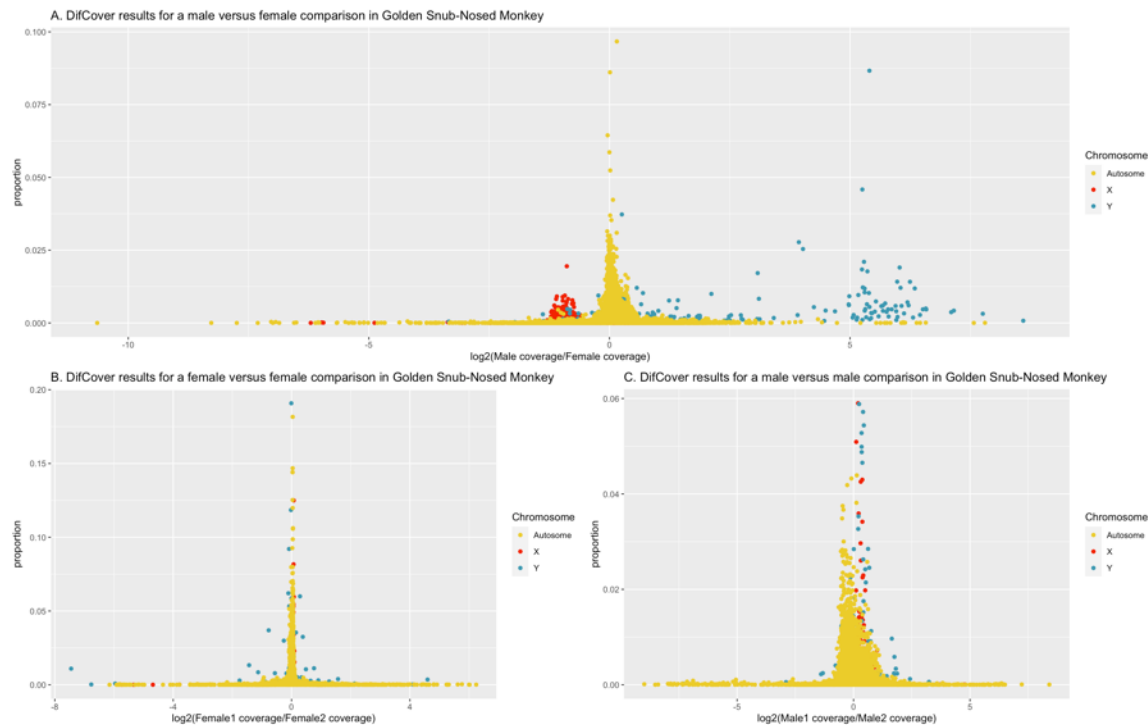 A. DifCover results for a male versus female comparison in Golden Snub-Nosed Monkey
0.100
0.075
0.050
0.025
0.000
proportion
-10
-5
0
5
log2(Male coverage/Female coverage)
Chromosome
Autosome
X
Y
B. DifCover results for a female versus female comparison in Golden Snub-Nosed Monkey
0.20
0.15
0.10
0.05
0.00
proportion
-8
-4
0
4
log2(Female1 coverage/Female2 coverage)
Chromosome
Autosome
X
Y
C. DifCover results for a male versus male comparison in Golden Snub-Nosed Monkey
0.06
0.04
0.02
0.00
proportion
-5
0
5
log2(Male1 coverage/Male2 coverage)
Chromosome
Autosome
X
Y